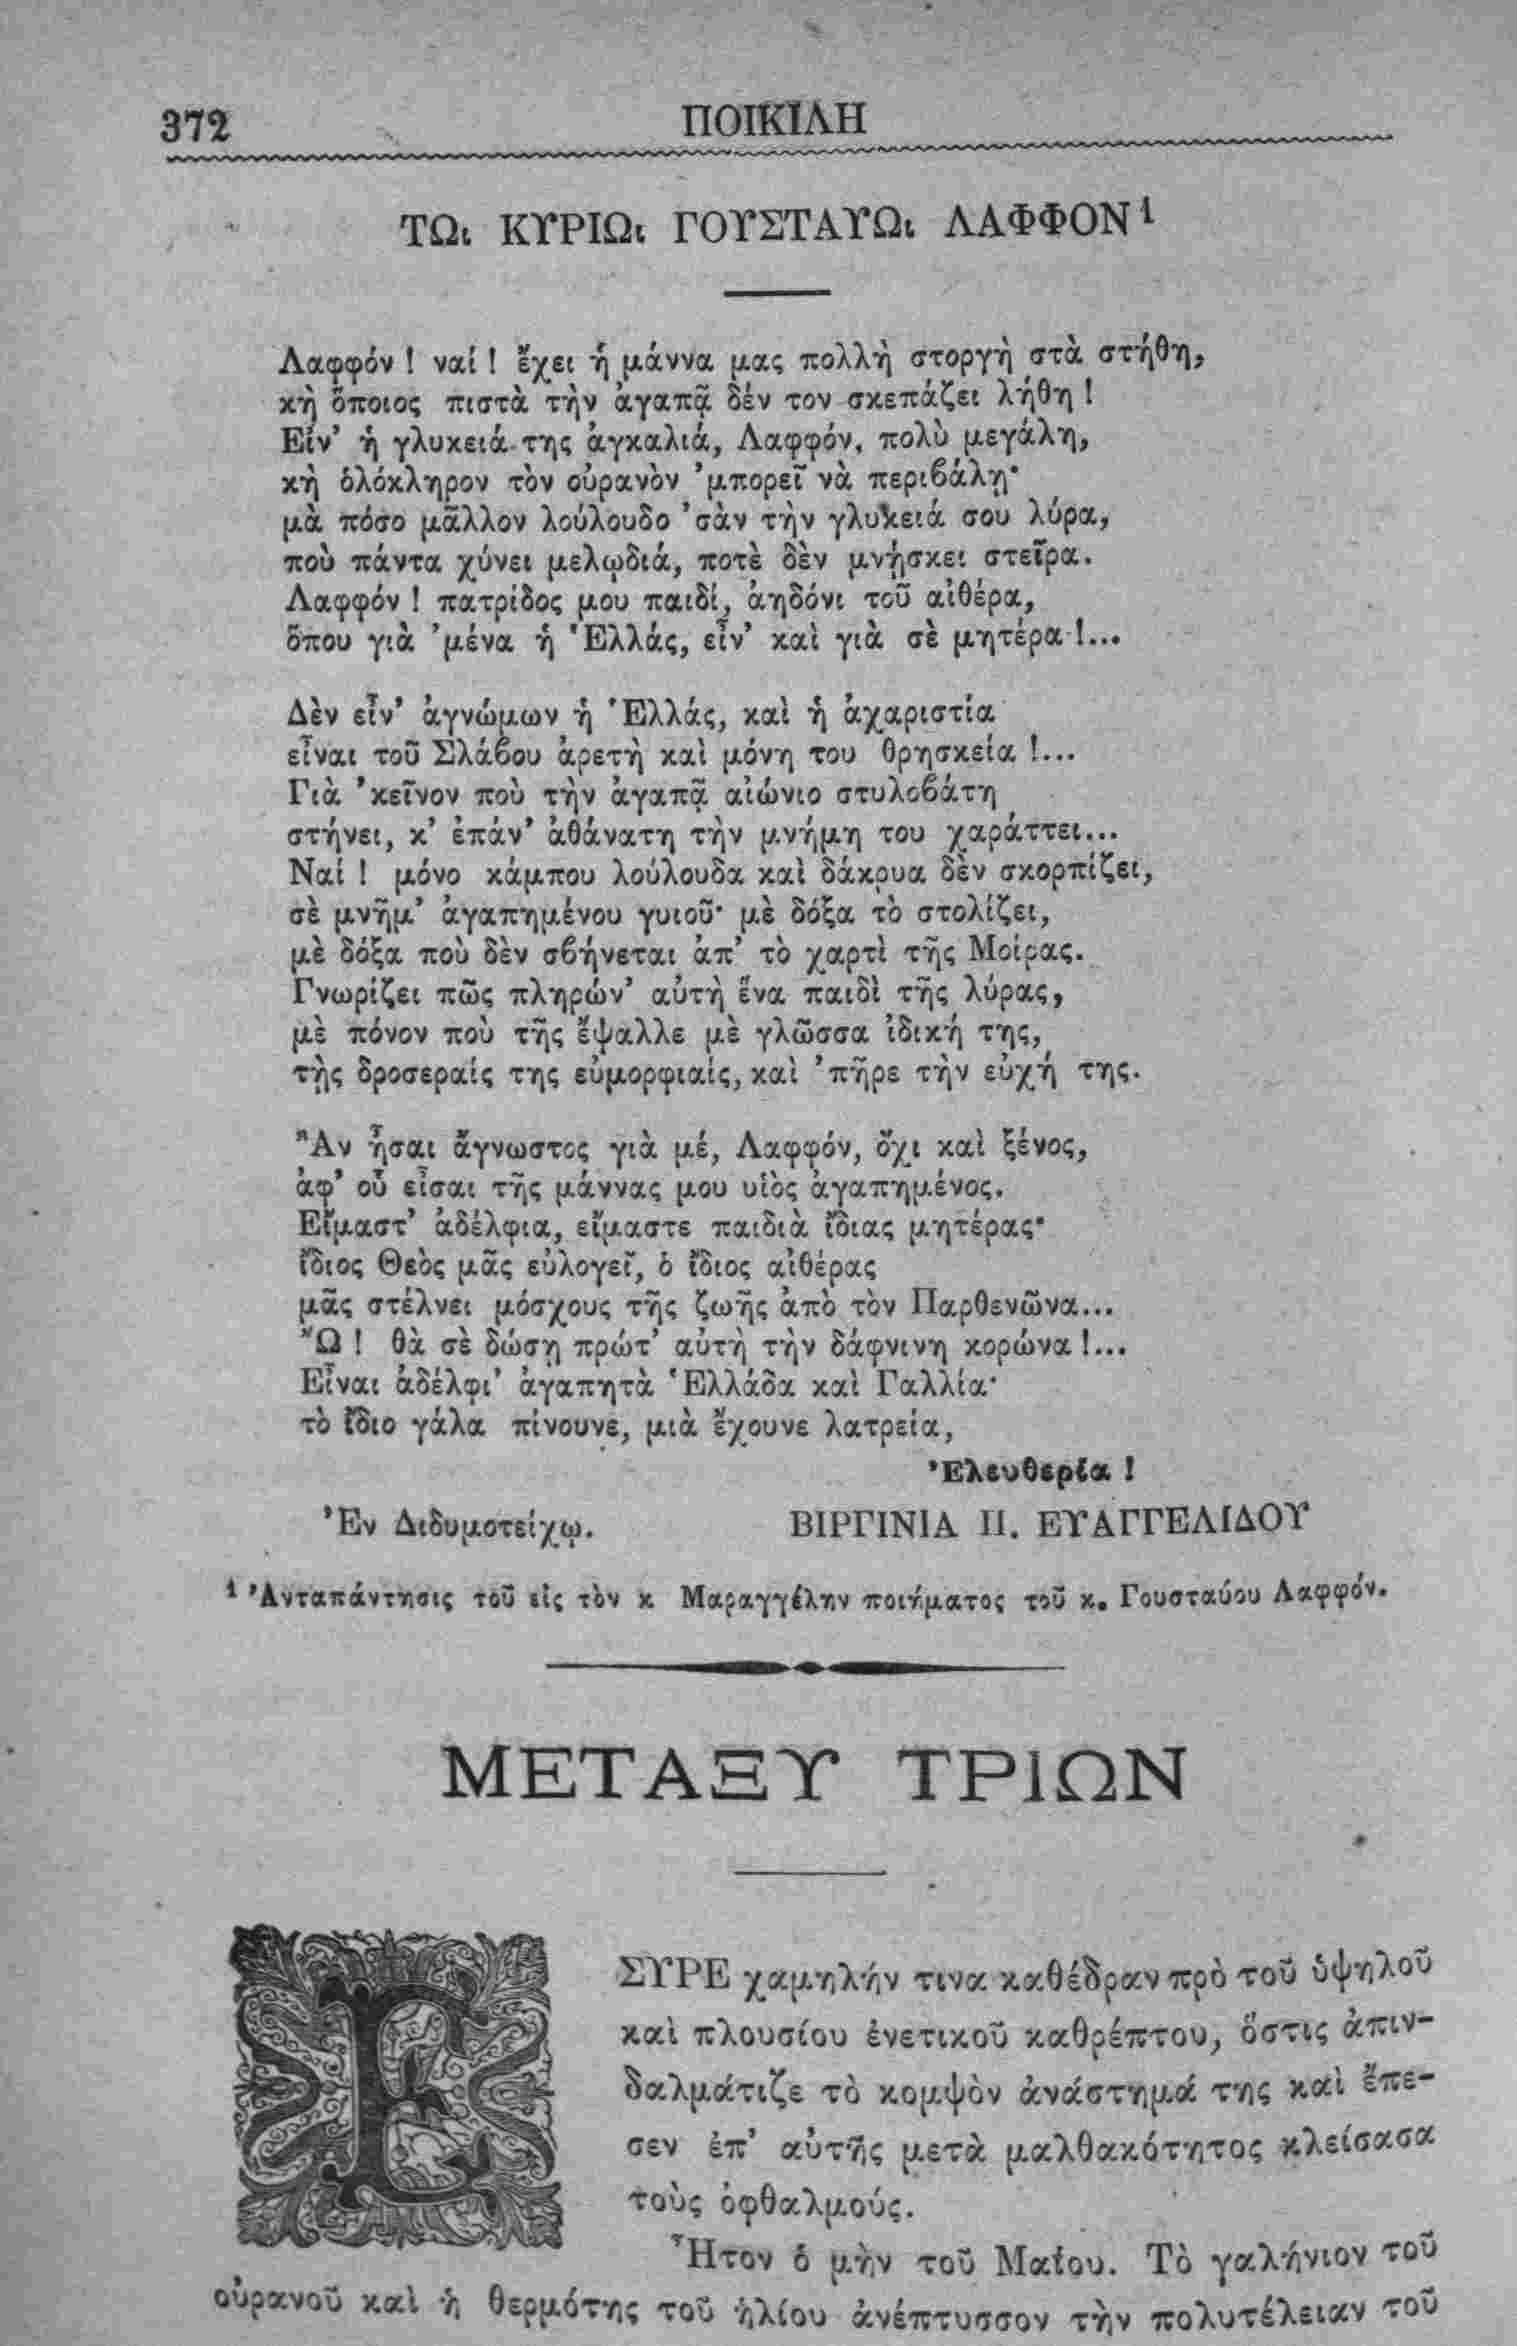 372
ΠΟΙΚΙΛΗ
ΤΩι ΚΥΡΙΩι ΓΟΥΣΤΑΥΩι ΛΑΦΦΟΝ¹
Λαφφόν ! ναί ! ἔχει ἡ μάννα μας πολλὴ στοργὴ στὰ στήθη,
κὴ ὅποιος πιστὰ τὴν ἀγαπᾷ δέν τον σκεπάζει λήθη !
Εἶν’ ἡ γλυκειά της ἀγκαλιά, Λαφφόν, πολὺ μεγάλη,
κὴ ὁλόκληρον τὸν οὐρανὸν ’μπορεῖ νὰ περιβάλῃ·
μὰ πόσο μᾶλλον λούλουδο ’σὰν τὴν γλυκειά σου λύρα,
ποὺ πάντα χύνει μελῳδιά, ποτὲ δὲν μνῄσκει στεῖρα.
Λαφφόν ! πατρίδος μου παιδί, ἀηδόνι τοῦ αἰθέρα,
ὅπου γιὰ ’μένα ἡ Ἑλλάς, εἶν’ καὶ γιὰ σὲ μητέρα !...
Δὲν εἶν’ ἀγνώμων ἡ Ἑλλάς, καὶ ἡ ἀχαριστία
εἶναι τοῦ Σλάβου ἀρετὴ καὶ μόνη του θρησκεία !...
Γιὰ ’κεῖνον ποὺ τὴν ἀγαπᾷ αἰώνιο στυλοβάτη
στήνει, κ’ ἐπάν’ ἀθάνατη τὴν μνήμη του χαράττει...
Ναί ! μόνο κάμπου λούλουδα καὶ δάκρυα δὲν σκορπίζει,
σὲ μνῆμ’ ἀγαπημένου γυιοῦ· μὲ δόξα τὸ στολίζει,
μὲ δόξα ποὺ δὲν σβήνεται ἀπ’ τὸ χαρτὶ τῆς Μοίρας.
Γνωρίζει πῶς πληρών’ αὐτὴ ἕνα παιδὶ τῆς λύρας,
μὲ πόνον ποὺ τῆς ἔψαλλε μὲ γλῶσσα ἰδική της,
τῂς δροσεραίς της εὐμορφιαίς, καὶ ’πῆρε τὴν εὐχή της.
Ἂν ἦσαι ἄγνωστος γιὰ μέ, Λαφφόν, ὄχι καὶ ξένος,
ἀφ’ οὗ εἶσαι τῆς μάννας μου υἱὸς ἀγαπημένος.
Εἴμαστ’ ἀδέλφια, εἴμαστε παιδιὰ ἴδιας μητέρας·
ἴδιος Θεὸς μᾶς εὐλογεῖ, ὁ ἴδιος αἰθέρας
μᾶς στέλνει μόσχους τῆς ζωῆς ἀπὸ τὸν Παρθενῶνα...
Ὢ ! θὰ σὲ δώσῃ πρώτ’ αὐτὴ τὴν δάφνινη κορώνα !...
Εἶναι ἀδέλφι’ ἀγαπητὰ Ἑλλάδα καὶ Γαλλία·
τὸ ἴδιο γάλα πίνουνε, μιὰ ἔχουνε λατρεία,
Ἐλευθερία !
Ἐν Διδυμοτείχῳ.
ΒΙΡΓΙΝΙΑ Π. ΕΥΑΓΓΕΛΙΔΟΥ
¹ Ἀνταπάντησις τοῦ εἰς τὸν κ Μαραγγέλην ποιήματος τοῦ κ. Γουσταύου Λαφφόν.
ΜΕΤΑΞΥ ΤΡΙΩΝ
ΕΣΥΡΕ χαμηλήν τινα καθέδραν πρὸ τοῦ ὑψηλοῦ
καὶ πλουσίου ἐνετικοῦ καθρέπτου, ὅστις ἀπιν-
δαλμάτιζε τὸ κομψὸν ἀνάστημά της καὶ ἔπε-
σεν ἐπ’ αὐτῆς μετὰ μαλθακότητος κλείσασα
τοὺς ὀφθαλμούς.
Ἦτον ὁ μὴν τοῦ Μαΐου. Τὸ γαλήνιον τοῦ
οὐρανοῦ καὶ ἡ θερμότης τοῦ ἡλίου ἀνέπτυσσον τὴν πολυτέλειαν τοῦ